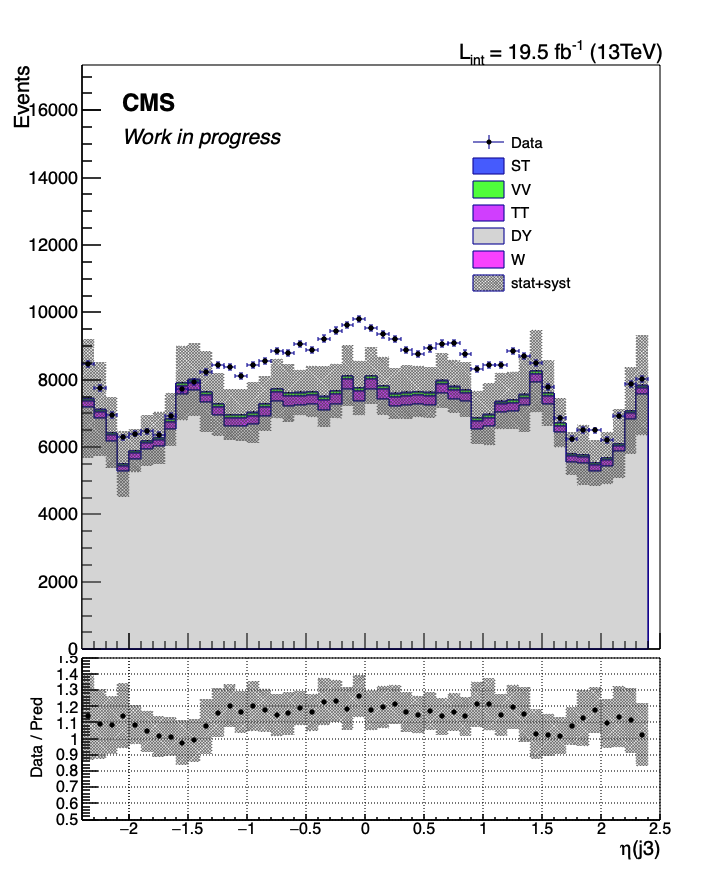 L_int = 19.5 fb^-1 (13TeV)
Events
CMS
Work in progress
16000
14000
12000
10000
8000
6000
4000
2000
0
Data
ST
VV
TT
DY
W
stat+syst
Data / Pred
1.5
1.4
1.3
1.2
1.1
1
0.9
0.8
0.7
0.6
0.5
−2 −1.5 −1 −0.5 0 0.5 1 1.5 2 2.5
η(j3)